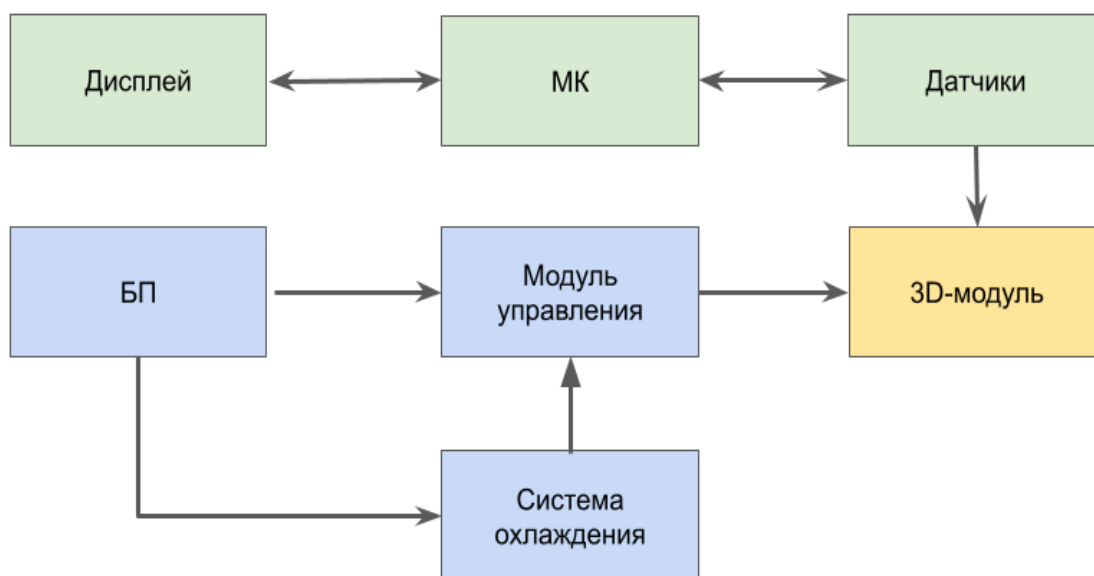 Дисплей
МК
Датчики
БП
Модуль
управления
3D-модуль
Система
охлаждения